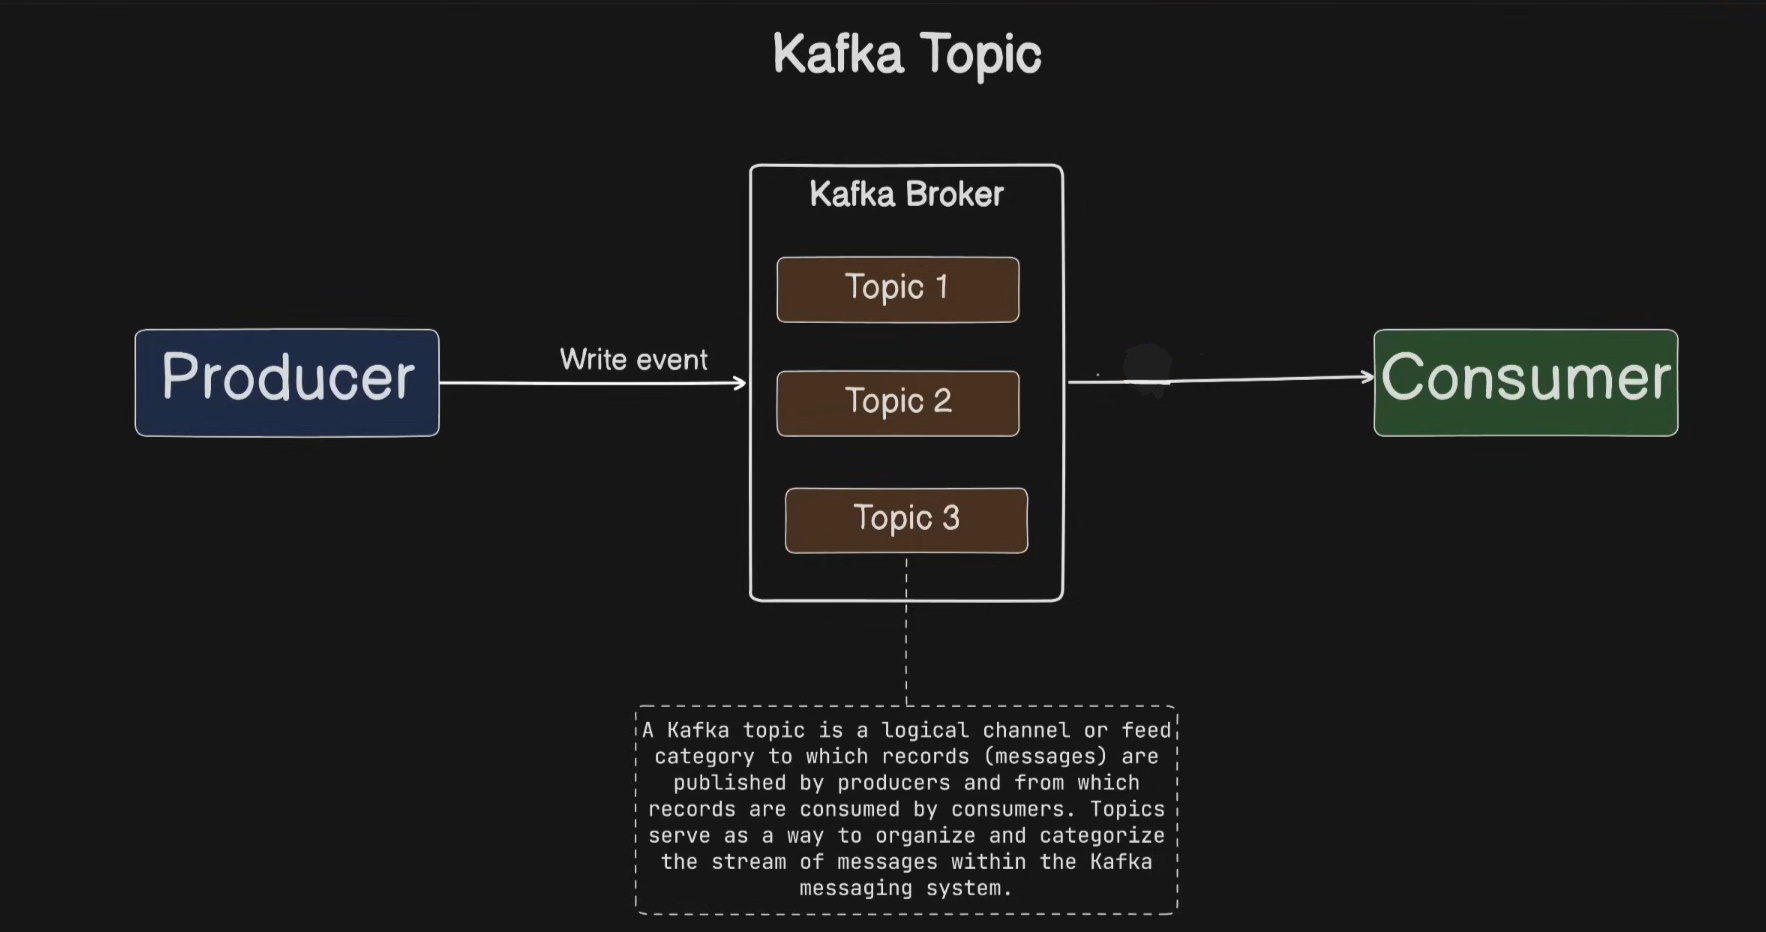 Kafka Topic
Kafka Broker
Topic 1
Producer
Write event
Topic 2
Consumer
Topic 3
A Kafka topic is a logical channel or feed
category to which records (messages) are
published by producers and from which
records are consumed by consumers. Topics
serve as a way to organize and categorize
the stream of messages within the Kafka
messaging system.